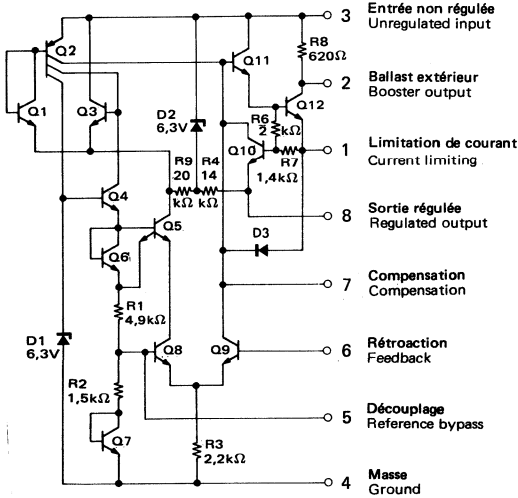 3 Entrée non régulée
Unregulated input
Q2
Q11
R8
620Ω
2 Ballast extérieur
Booster output
Q1
Q3
D2
6,3V
Q12
R6
2 kΩ
Q10
R7
1,4kΩ
1 Limitation de courant
Current limiting
R9
20
kΩ
R4
14
kΩ
Q4
8 Sortie régulée
Regulated output
Q5
D3
Q6
7 Compensation
Compensation
R1
4,9kΩ
D1
6,3V
Q8
Q9
6 Rétroaction
Feedback
R2
1,5kΩ
5 Découplage
Reference bypass
Q7
R3
2,2kΩ
4 Masse
Ground